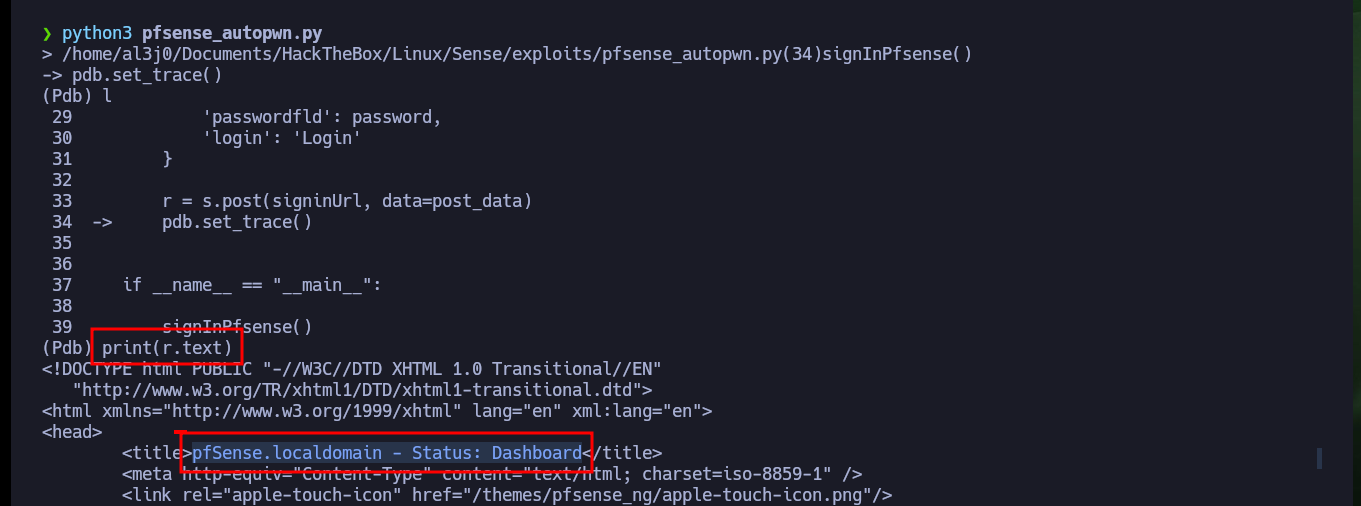 ❯ python3 pfsense_autopwn.py
> /home/al3j0/Documents/HackTheBox/Linux/Sense/exploits/pfsense_autopwn.py(34)signInPfsense()
-> pdb.set_trace()
(Pdb) l
 29             'passwordfld': password,
 30             'login': 'Login'
 31         }
 32
 33         r = s.post(signinUrl, data=post_data)
 34  ->     pdb.set_trace()
 35
 36
 37     if __name__ == "__main__":
 38
 39         signInPfsense()
(Pdb) print(r.text)
<!DOCTYPE html PUBLIC "-//W3C//DTD XHTML 1.0 Transitional//EN"
   "http://www.w3.org/TR/xhtml1/DTD/xhtml1-transitional.dtd">
<html xmlns="http://www.w3.org/1999/xhtml" lang="en" xml:lang="en">
<head>
        <title>pfSense.localdomain - Status: Dashboard</title>
        <meta http-equiv="Content-Type" content="text/html; charset=iso-8859-1" />
        <link rel="apple-touch-icon" href="/themes/pfsense_ng/apple-touch-icon.png"/>